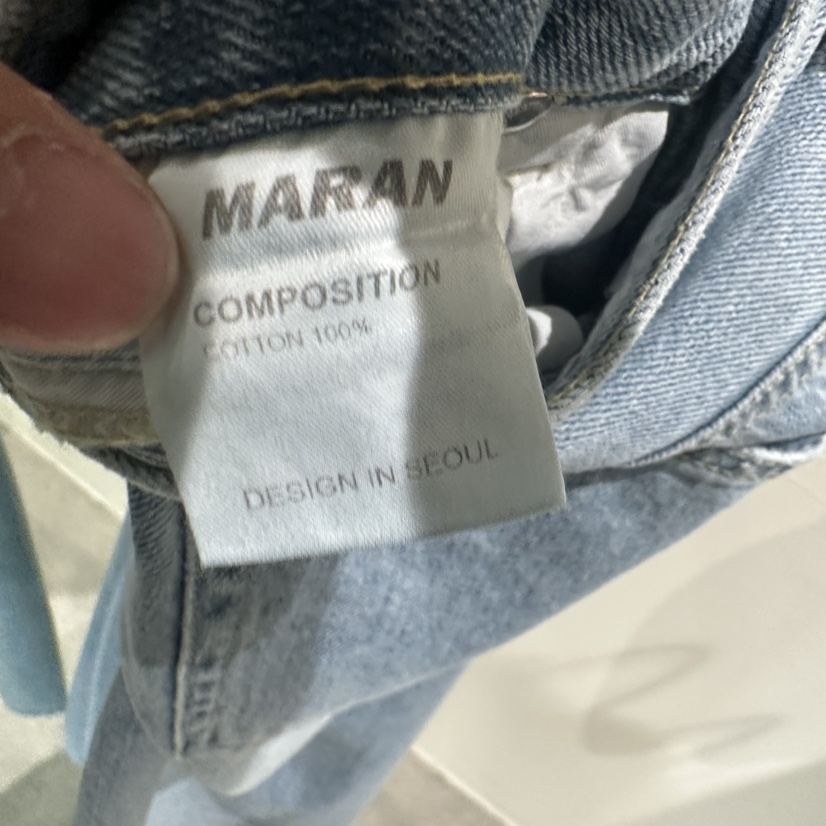 MARAN
COMPOSITION
COTTON 100%
DESIGN IN SEOUL